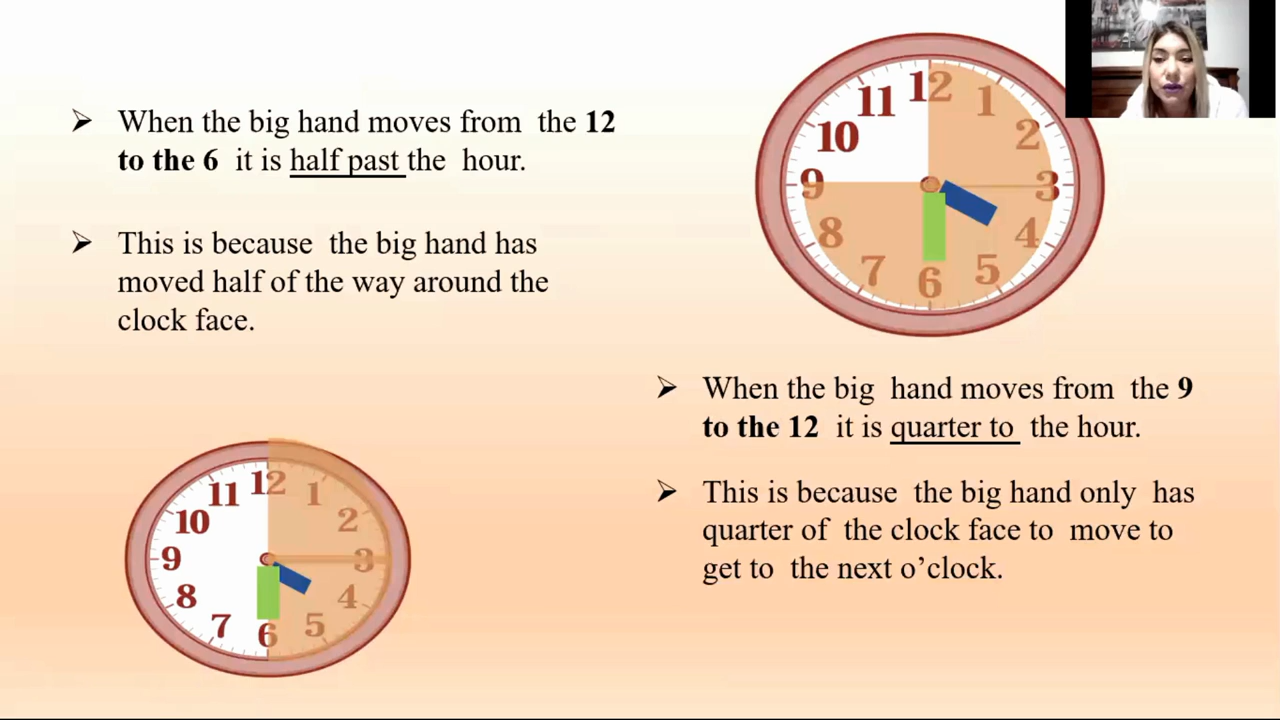 When the big hand moves from the 12
to the 6 it is half past the hour.
This is because the big hand has
moved half of the way around the
clock face.
12
1
2
3
4
5
6
7
8
9
10
11
When the big hand moves from the 9
to the 12 it is quarter to the hour.
This is because the big hand only has
quarter of the clock face to move to
get to the next o’clock.
12
1
2
3
4
5
6
7
8
9
10
11